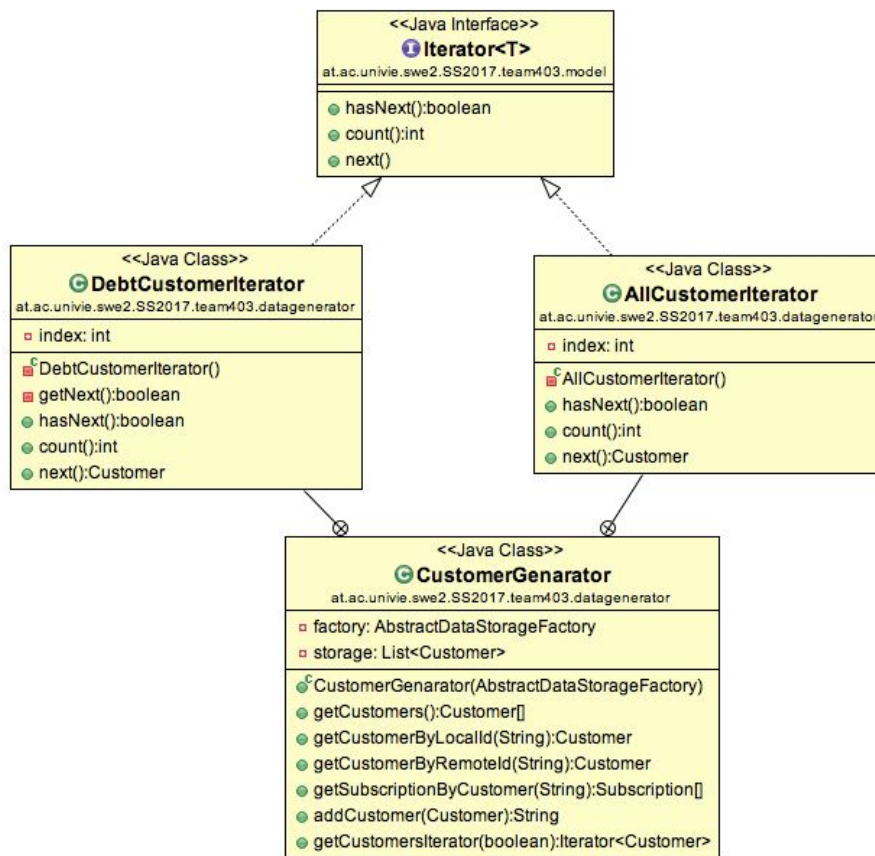 <<Java Interface>>
Iterator<T>
at.ac.univie.swe2.SS2017.team403.model
hasNext():boolean
count():int
next()
<<Java Class>>
DebtCustomerIterator
at.ac.univie.swe2.SS2017.team403.datagenerator
index: int
DebtCustomerIterator()
getNext():boolean
hasNext():boolean
count():int
next():Customer
<<Java Class>>
AllCustomerIterator
at.ac.univie.swe2.SS2017.team403.datagenerator
index: int
AllCustomerIterator()
hasNext():boolean
count():int
next():Customer
<<Java Class>>
CustomerGenarator
at.ac.univie.swe2.SS2017.team403.datagenerator
factory: AbstractDataStorageFactory
storage: List<Customer>
CustomerGenarator(AbstractDataStorageFactory)
getCustomers():Customer[]
getCustomerByLocalId(String):Customer
getCustomerByRemoteId(String):Customer
getSubscriptionByCustomer(String):Subscription[]
addCustomer(Customer):String
getCustomersIterator(boolean):Iterator<Customer>